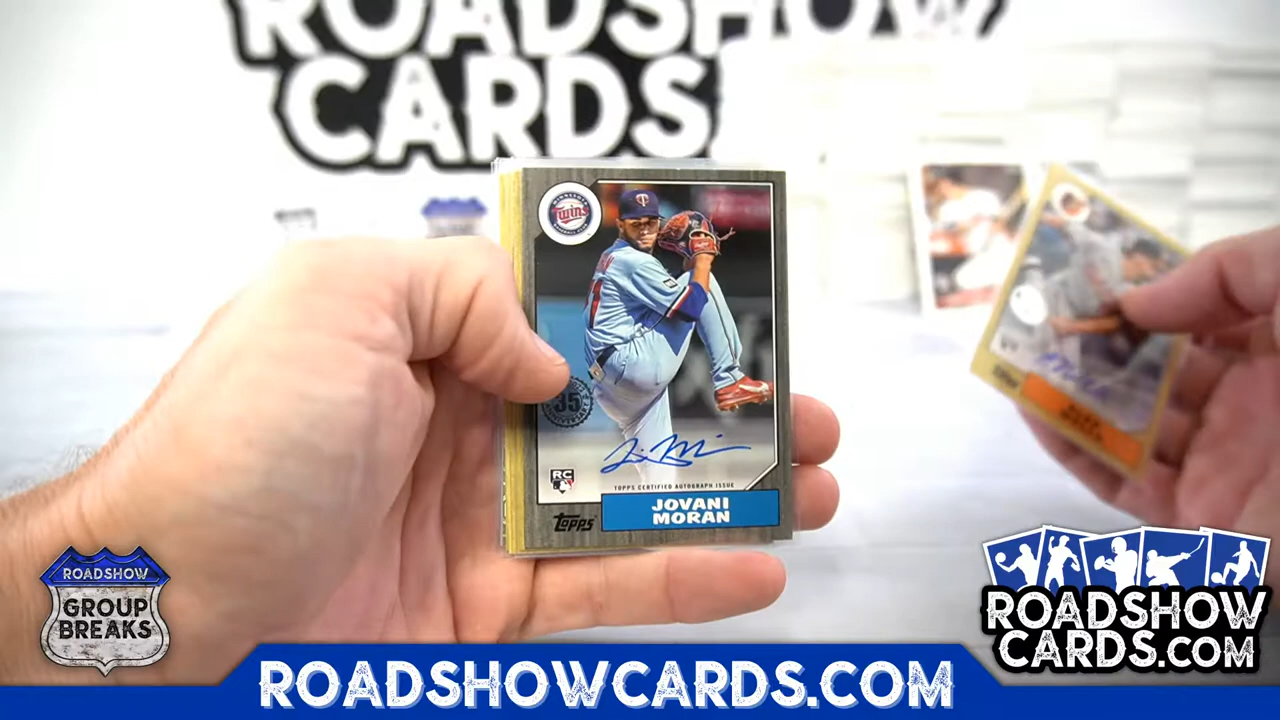 ROADSHOW
CARDS
Twins
35
ANNIVERSARY
RC
TOPPS CERTIFIED AUTOGRAPH ISSUE
Topps
JOVANI
MORAN
ROADSHOW
GROUP
BREAKS
ROADSHOWCARDS.COM
ROADSHOW
CARDS.COM